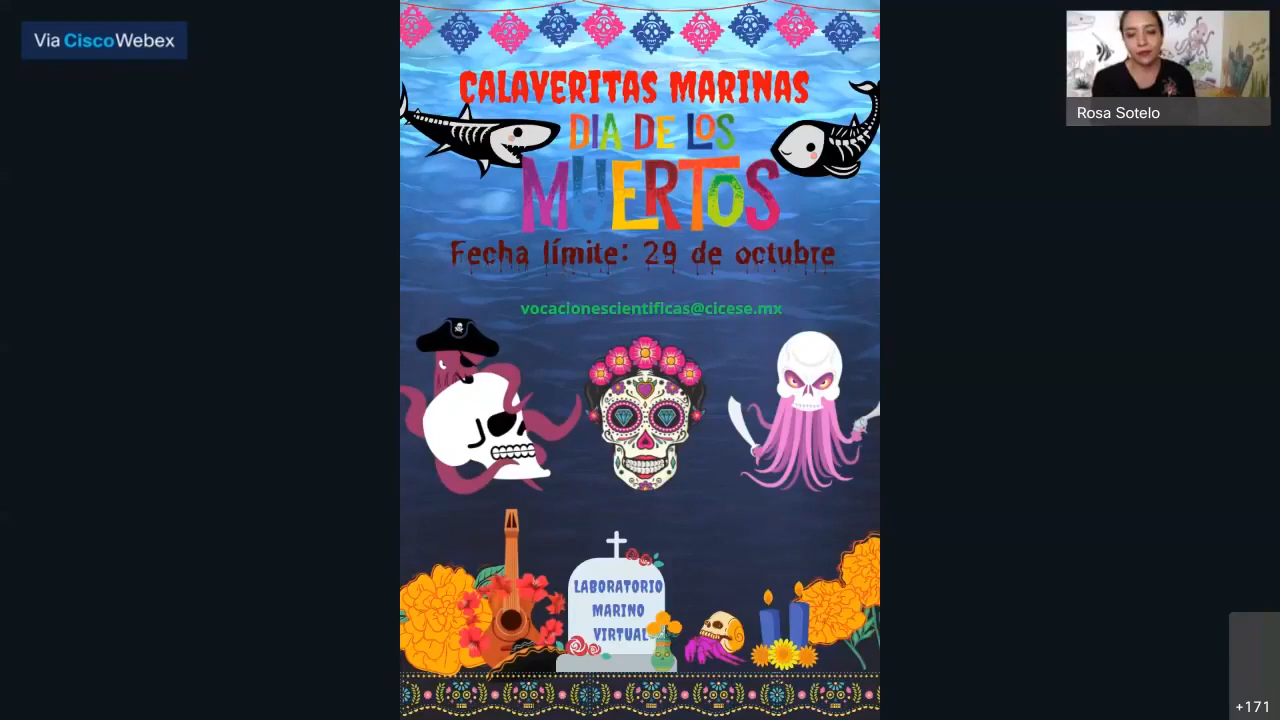 Via Cisco Webex
Rosa Sotelo
CALAVERITAS MARINAS
DIA DE LOS
MUERTOS
Fecha límite: 29 de octubre
vocacionescientificas@cicese.mx
LABORATORIO
MARINO
VIRTUAL
+171